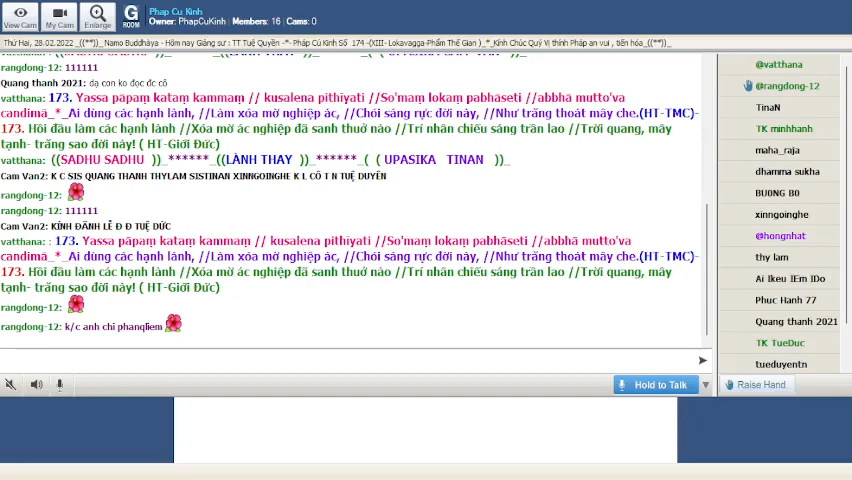 Phap Cu Kinh
Owner: PhapCuKinh | Members: 16 | Cams: 0
View Cam
My Cam
Enlarge
G
ROOM
Thứ Hai, 28.02.2022 _((**))_ Namo Buddhàya - Hôm nay Giảng sư : TT Tuệ Quyền -*- Pháp Cú Kinh Số 174 -(XIII- Lokavagga-Phẩm Thế Gian )_*_Kính Chúc Quý Vị thính Pháp an vui , tiến hóa_((**))_
rangdong-12: 111111
Quang thanh 2021: dạ con ko đọc đc cô
vatthana: 173. Yassa pāpaṃ kataṃ kammaṃ // kusalena pithīyati //So'maṃ lokaṃ pabhāseti //abbhā mutto'va
candimā_*_Ai dùng các hạnh lành, //Làm xóa mờ nghiệp ác, //Chói sáng rực đời này, //Như trăng thoát mây che.(HT-TMC)-
173. Hồi đầu làm các hạnh lành //Xóa mờ ác nghiệp đã sanh thuở nào //Trí nhân chiếu sáng trần lao //Trời quang, mây
tạnh- trăng sao đời này! ( HT-Giới Đức)
vatthana: ((SADHU SADHU ))_******_((LÀNH THAY ))_******_( ( UPASIKA TINAN ))_
Cam Van2: K C SIS QUANG THANH THYLAM SISTINAN XINNGOINGHE K L CÔ T N TUỆ DUYÊN
rangdong-12:
rangdong-12: 111111
Cam Van2: KÍNH ĐẢNH LỄ Đ Đ TUỆ DỨC
vatthana: : 173. Yassa pāpaṃ kataṃ kammaṃ // kusalena pithīyati //So'maṃ lokaṃ pabhāseti //abbhā mutto'va
candimā_*_Ai dùng các hạnh lành, //Làm xóa mờ nghiệp ác, //Chói sáng rực đời này, //Như trăng thoát mây che.(HT-TMC)-
173. Hồi đầu làm các hạnh lành //Xóa mờ ác nghiệp đã sanh thuở nào //Trí nhân chiếu sáng trần lao //Trời quang, mây
tạnh- trăng sao đời này! ( HT-Giới Đức)
rangdong-12:
rangdong-12: k/c anh chi
Hold to Talk
@vatthana
@rangdong-12
TinaN
TK minhhanh
maha_raja
dhamma sukha
BU0NG B0
xinngoinghe
@hongnhat
thy lam
Ai lkeu IEm IDo
Phuc Hanh 77
Quang thanh 2021
TK TueDuc
tueduyentn
Raise Hand